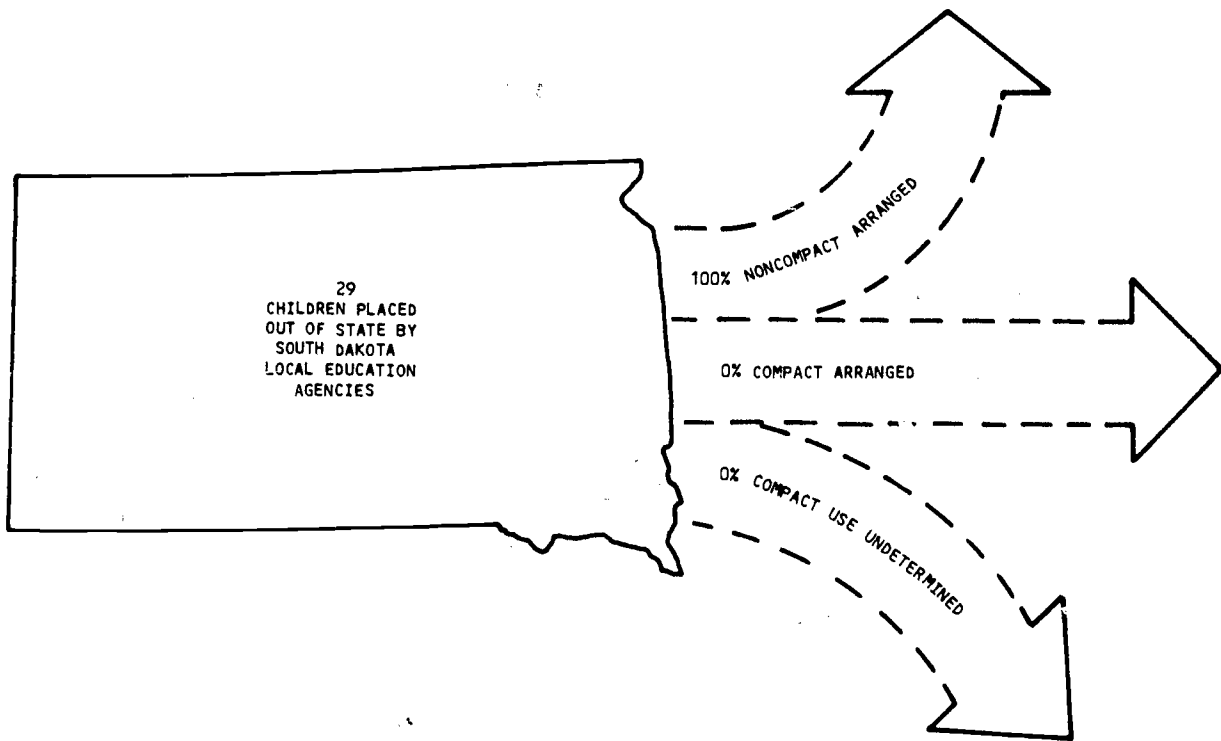 29
CHILDREN PLACED
OUT OF STATE BY
SOUTH DAKOTA
LOCAL EDUCATION
AGENCIES
100% NONCOMPACT ARRANGED
0% COMPACT ARRANGED
0% COMPACT USE UNDETERMINED